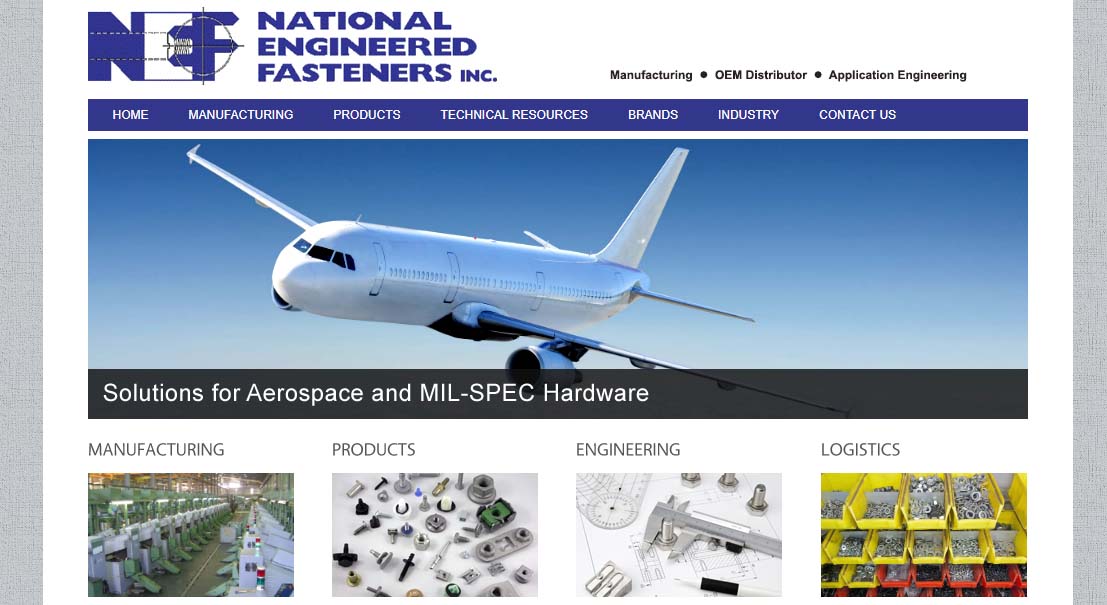 NEF
NATIONAL
ENGINEERED
FASTENERS INC.
Manufacturing ● OEM Distributor ● Application Engineering
HOME MANUFACTURING PRODUCTS TECHNICAL RESOURCES BRANDS INDUSTRY CONTACT US
Solutions for Aerospace and MIL-SPEC Hardware
MANUFACTURING PRODUCTS ENGINEERING LOGISTICS